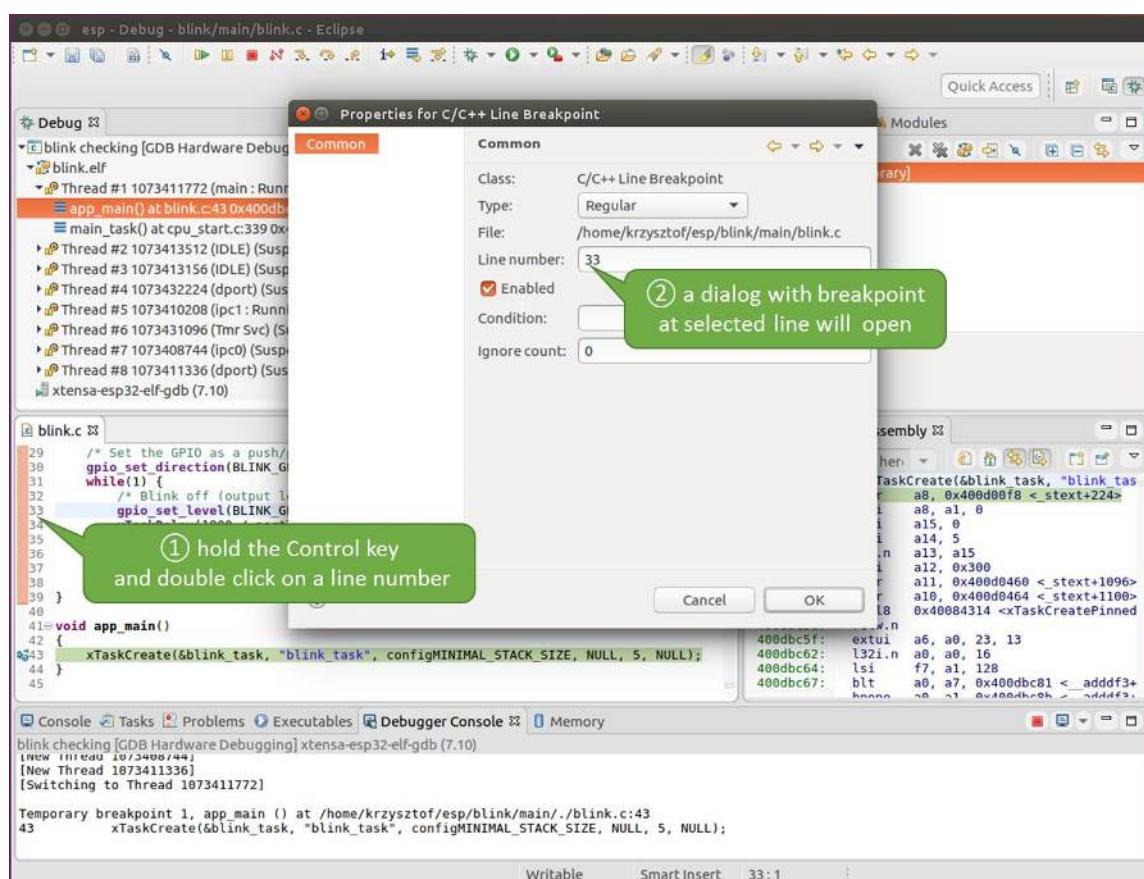 esp - Debug - blink/main/blink.c - Eclipse
Quick Access
Debug
Modules
blink checking [GDB Hardware Debug
blink.elf
Thread #1 1073411772 (main : Runn
app_main() at blink.c:43 0x400db
main_task() at cpu_start.c:339 0x4
Thread #2 1073413512 (IDLE) (Susp
Thread #3 1073413156 (IDLE) (Susp
Thread #4 1073432224 (dport) (Sus
Thread #5 1073410208 (ipc1 : Runni
Thread #6 1073431096 (Tmr Svc) (S
Thread #7 1073408744 (ipc0) (Susp
Thread #8 1073411336 (dport) (Sus
xtensa-esp32-elf-gdb (7.10)
rary]
Properties for C/C++ Line Breakpoint
Common
Common
Class: C/C++ Line Breakpoint
Type: Regular
File: /home/krzysztof/esp/blink/main/blink.c
Line number: 33
Enabled
Condition:
Ignore count: 0
② a dialog with breakpoint
at selected line will open
Cancel OK
blink.c
29 /* Set the GPIO as a push/
30 gpio_set_direction(BLINK_G
31 while(1) {
32 /* Blink off (output l
33 gpio_set_level(BLINK_G
34
35
36
37
38
39 }
40
41 void app_main()
42 {
43 xTaskCreate(&blink_task, "blink_task", configMINIMAL_STACK_SIZE, NULL, 5, NULL);
44 }
45
① hold the Control key
and double click on a line number
ssembly
her
TaskCreate(&blink_task, "blink_tas
r a8, 0x400d00f8 <_stext+224>
i a8, a1, 0
i a15, 0
i a14, 5
.n a13, a15
i a12, 0x300
r a11, 0x400d0460 <_stext+1096>
r a10, 0x400d0464 <_stext+1100>
l8 0x40084314 <xTaskCreatePinned
400dbc5f: extui a6, a0, 23, 13
400dbc62: l32i.n a0, a0, 16
400dbc64: lsi f7, a1, 128
400dbc67: blt a0, a7, 0x400dbc81 <__adddf3+
Console Tasks Problems Executables Debugger Console Memory
blink checking [GDB Hardware Debugging] xtensa-esp32-elf-gdb (7.10)
[New Thread 1073408744]
[New Thread 1073411336]
[Switching to Thread 1073411772]
Temporary breakpoint 1, app_main () at /home/krzysztof/esp/blink/main/./blink.c:43
43 xTaskCreate(&blink_task, "blink_task", configMINIMAL_STACK_SIZE, NULL, 5, NULL);
Writable Smart Insert 33 : 1